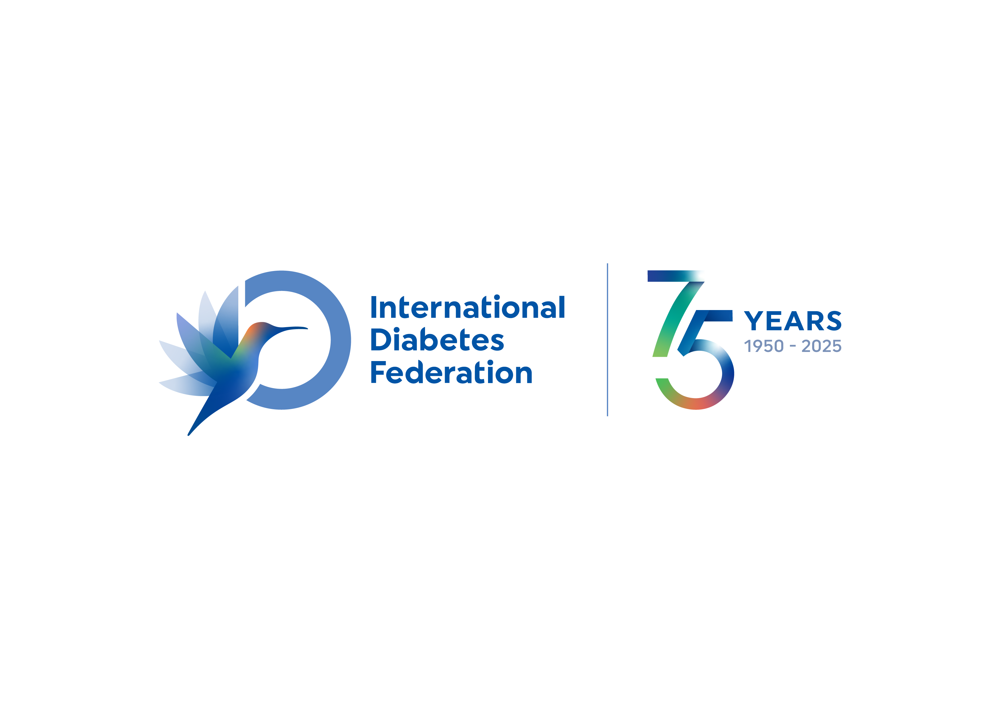 International
Diabetes
Federation
75
YEARS
1950 - 2025